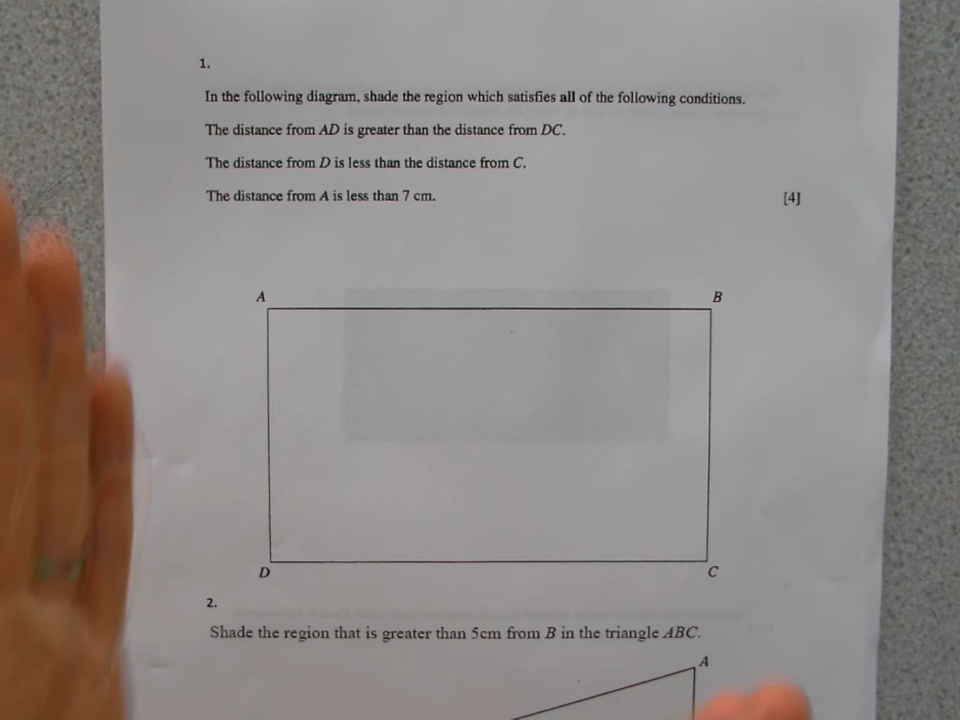 1.
In the following diagram, shade the region which satisfies all of the following conditions.
The distance from AD is greater than the distance from DC.
The distance from D is less than the distance from C.
The distance from A is less than 7 cm. [4]
A B
D C
2.
Shade the region that is greater than 5cm from B in the triangle ABC.
A